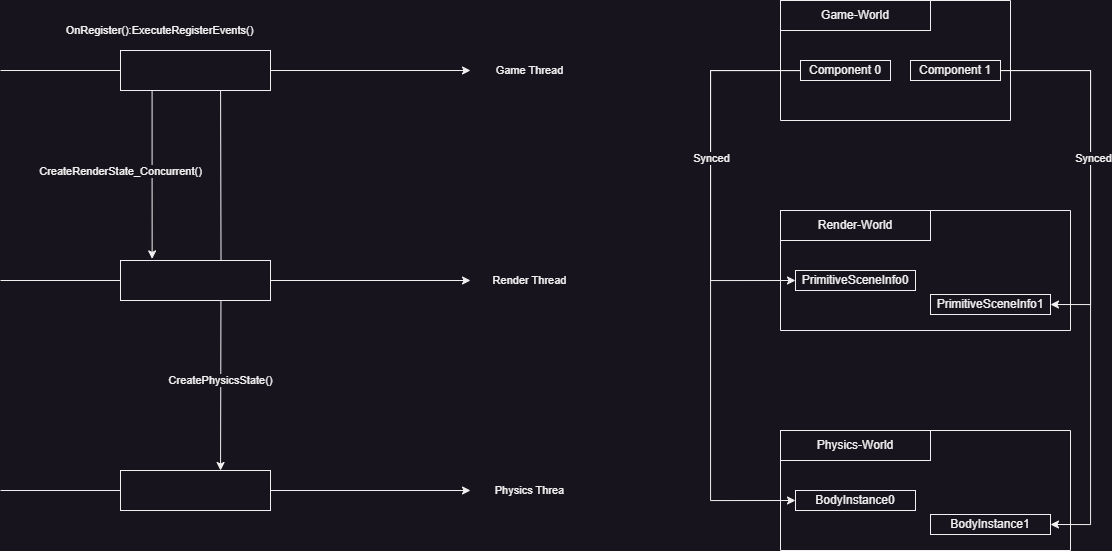 OnRegister():ExecuteRegisterEvents()
Game Thread
CreateRenderState_Concurrent()
Render Thread
CreatePhysicsState()
Physics Threa
Game-World
Component 0
Component 1
Synced
Synced
Render-World
PrimitiveSceneInfo0
PrimitiveSceneInfo1
Physics-World
BodyInstance0
BodyInstance1